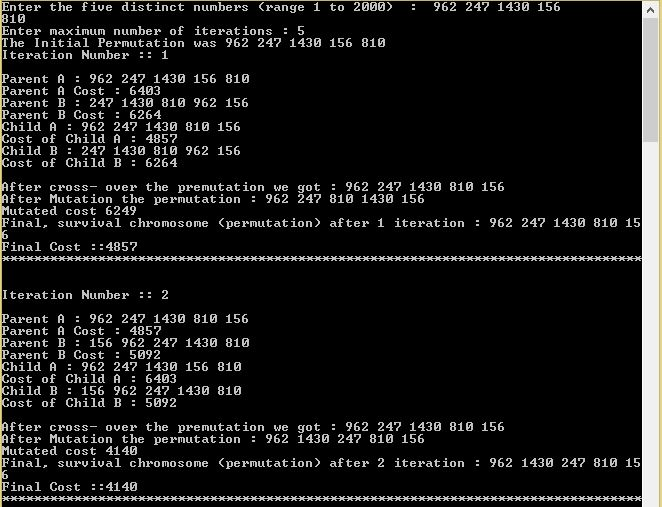 Enter the five distinct numbers (range 1 to 2000)  :  962 247 1430 156
810
Enter maximum number of iterations : 5
The Initial Permutation was 962 247 1430 156 810
Iteration Number :: 1
Parent A : 962 247 1430 156 810
Parent A Cost : 6403
Parent B : 247 1430 810 962 156
Parent B Cost : 6264
Child A : 962 247 1430 810 156
Cost of Child A : 4857
Child B : 247 1430 810 962 156
Cost of Child B : 6264
After cross- over the premutation we got : 962 247 1430 810 156
After Mutation the permutation : 962 247 810 1430 156
Mutated cost 6249
Final, survival chromosome (permutation) after 1 iteration : 962 247 1430 810 15
6
Final Cost ::4857
********************************************************************************
Iteration Number :: 2
Parent A : 962 247 1430 810 156
Parent A Cost : 4857
Parent B : 156 962 247 1430 810
Parent B Cost : 5092
Child A : 962 247 1430 156 810
Cost of Child A : 6403
Child B : 156 962 247 1430 810
Cost of Child B : 5092
After cross- over the premutation we got : 962 247 1430 810 156
After Mutation the permutation : 962 1430 247 810 156
Mutated cost 4140
Final, survival chromosome (permutation) after 2 iteration : 962 1430 247 810 15
6
Final Cost ::4140
********************************************************************************